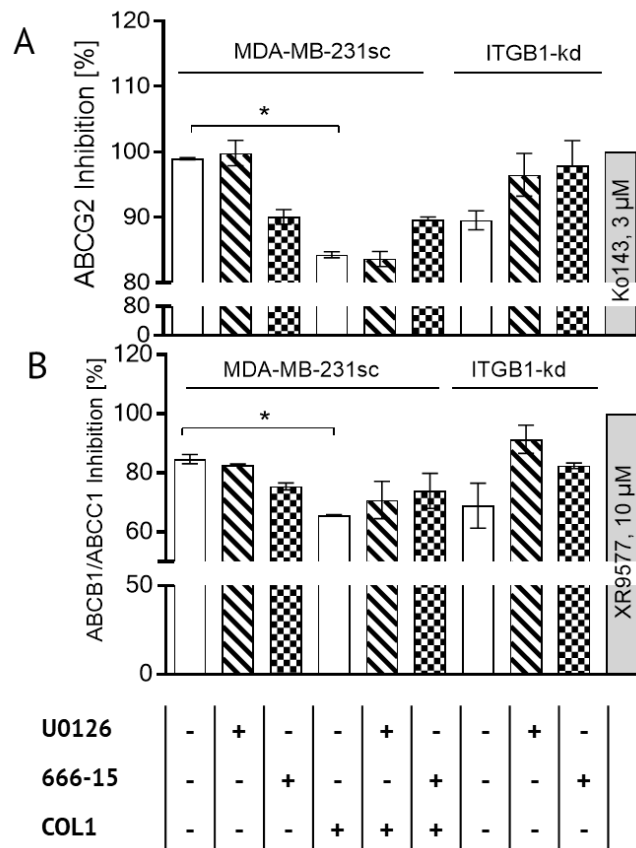 A
120
MDA-MB-231sc
ITGB1-kd
110
*
100
90
80
80
0
ABCG2 Inhibition [%]
Ko143, 3 µM
B
120
MDA-MB-231sc
ITGB1-kd
100
*
80
60
50
0
ABCB1/ABCC1 Inhibition [%]
XR9577, 10 µM
U0126 - + - - + - - + -
666-15 - - + - - + - - +
COL1 - - - + + + - - -